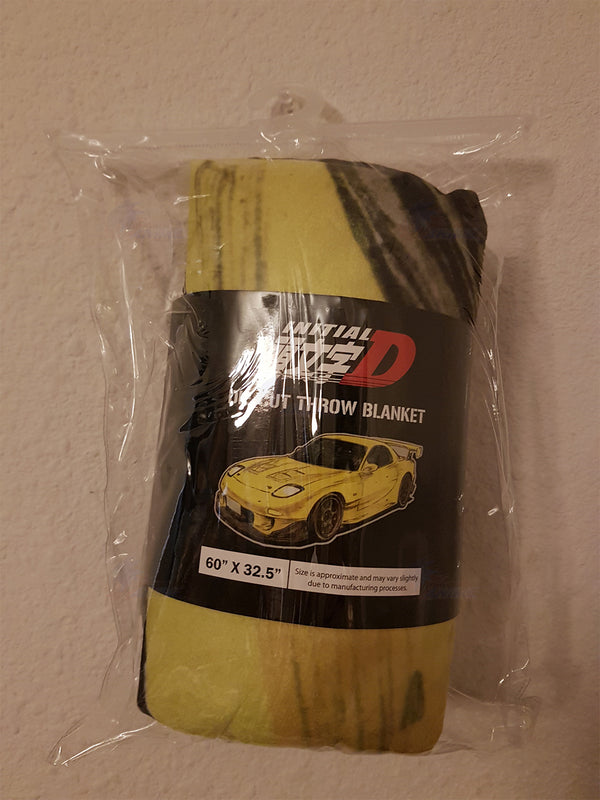 INITIAL
頭文字D
CUT THROW BLANKET
60" X 32.5"
Size is approximate and may vary slightly
due to manufacturing processes.